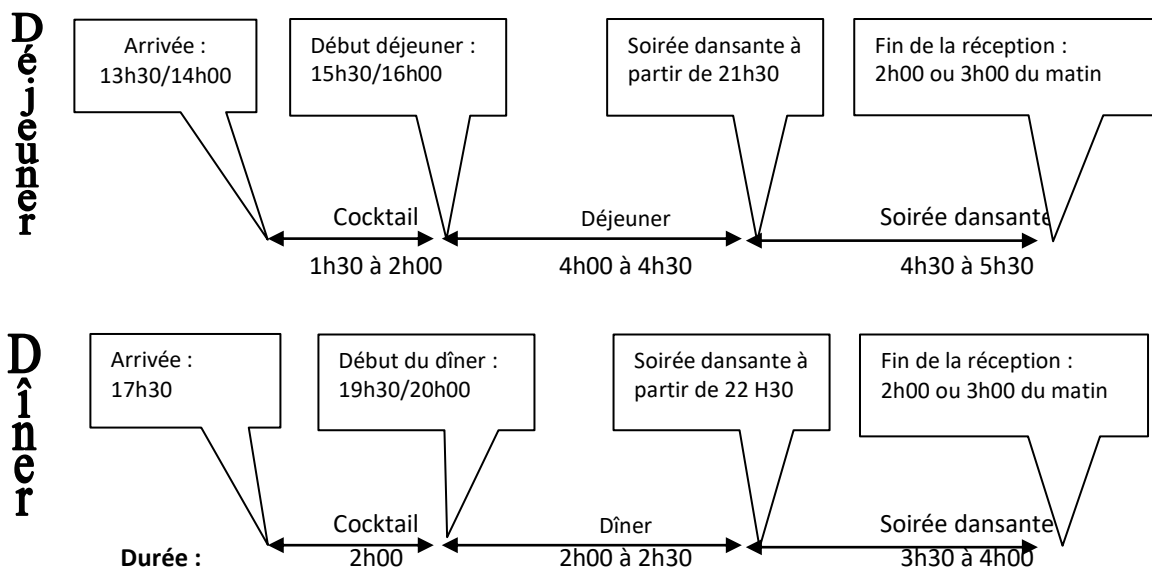 Déjeuner
Arrivée :
13h30/14h00
Début déjeuner :
15h30/16h00
Soirée dansante à
partir de 21h30
Fin de la réception :
2h00 ou 3h00 du matin
Cocktail
Déjeuner
Soirée dansante
1h30 à 2h00
4h00 à 4h30
4h30 à 5h30
Dîner
Arrivée :
17h30
Début du dîner :
19h30/20h00
Soirée dansante à
partir de 22 H30
Fin de la réception :
2h00 ou 3h00 du matin
Cocktail
Dîner
Soirée dansante
Durée :
2h00
2h00 à 2h30
3h30 à 4h00